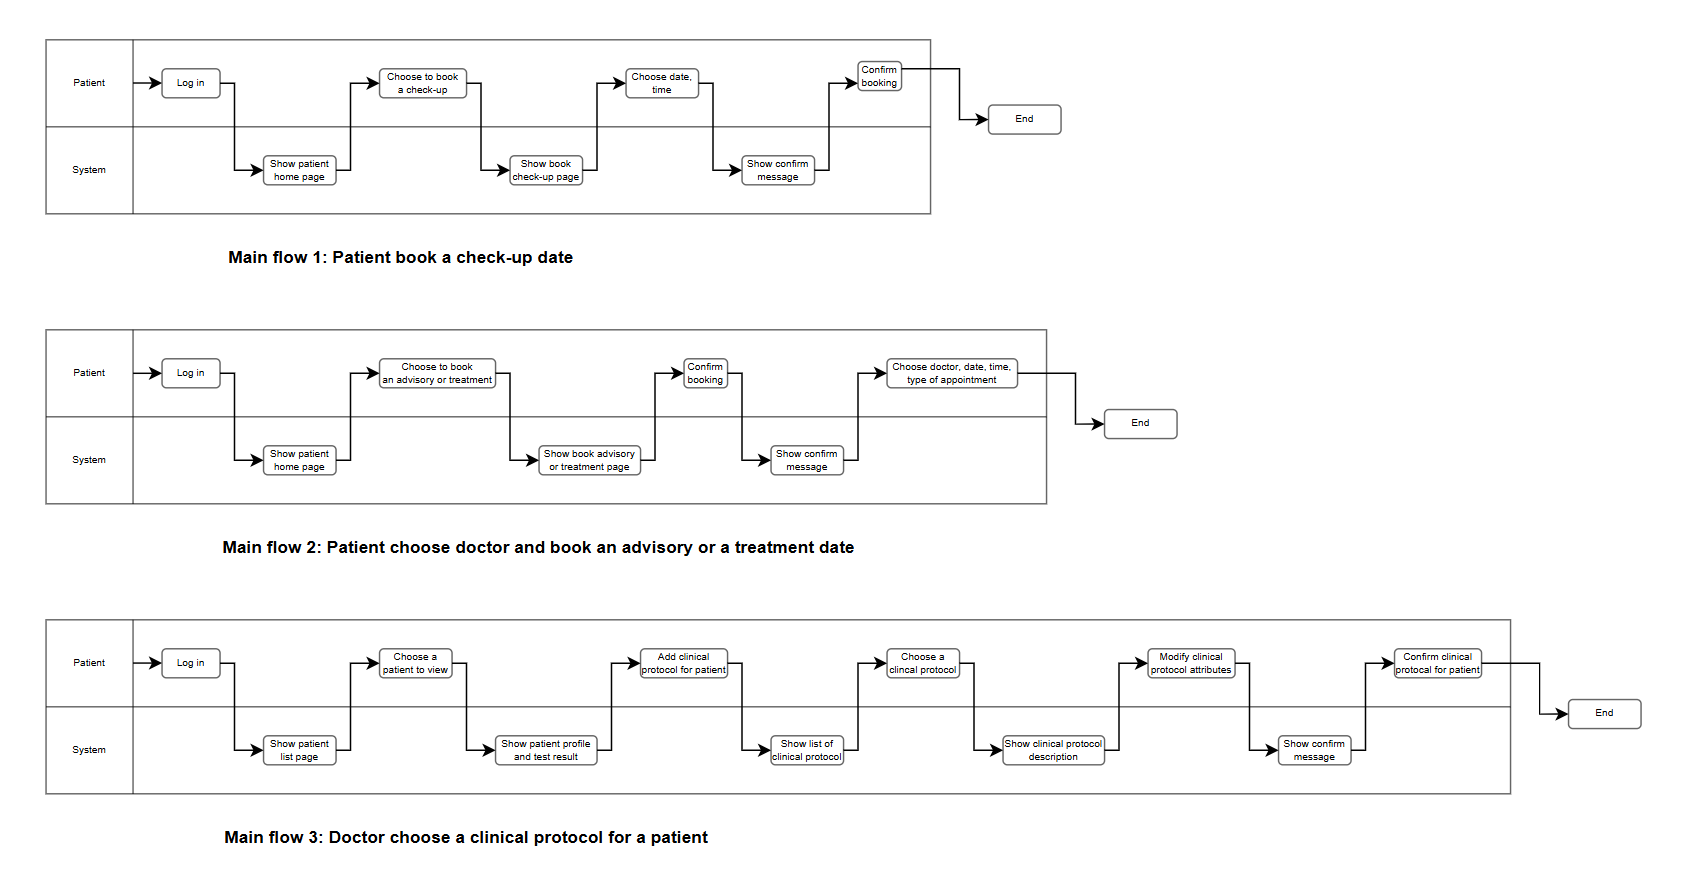 Patient
Log in
Choose to book
a check-up
Choose date,
time
Confirm
booking
End
System
Show patient
home page
Show book
check-up page
Show confirm
message
Main flow 1: Patient book a check-up date
Patient
Log in
Choose to book
an advisory or treatment
Confirm
booking
Choose doctor, date, time,
type of appointment
End
System
Show patient
home page
Show book advisory
or treatment page
Show confirm
message
Main flow 2: Patient choose doctor and book an advisory or a treatment date
Patient
Log in
Choose a
patient to view
Add clinical
protocol for patient
Choose a
clincal protocol
Modify clinical
protocol attributes
Confirm clinical
protocal for patient
End
System
Show patient
list page
Show patient profile
and test result
Show list of
clinical protocol
Show clinical protocol
description
Show confirm
message
Main flow 3: Doctor choose a clinical protocol for a patient